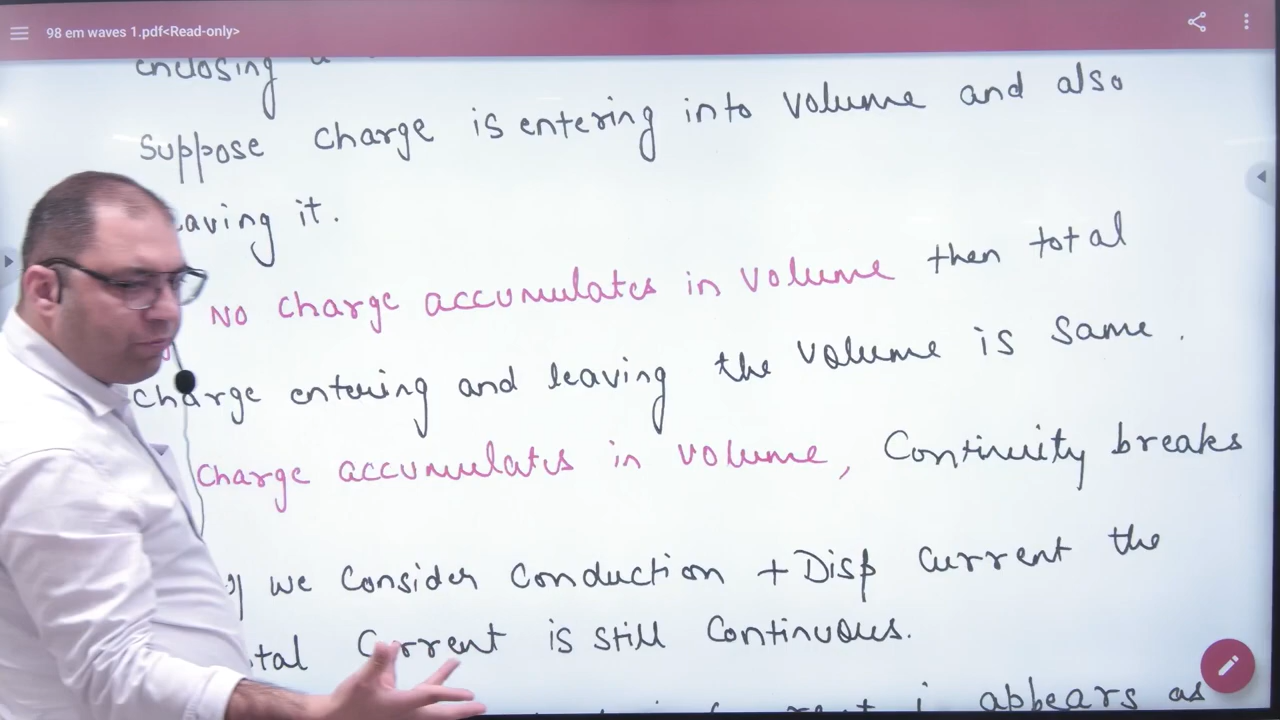 98 em waves 1.pdf<Read-only>
enclosing a
Suppose charge is entering into volume and also
eaving it.
No charge accumulates in volume then total
charge entering and leaving the volume is same.
Charge accumulates in volume, Continuity breaks
we consider conduction + Disp current the
tal Current is still continuous.
i appears as